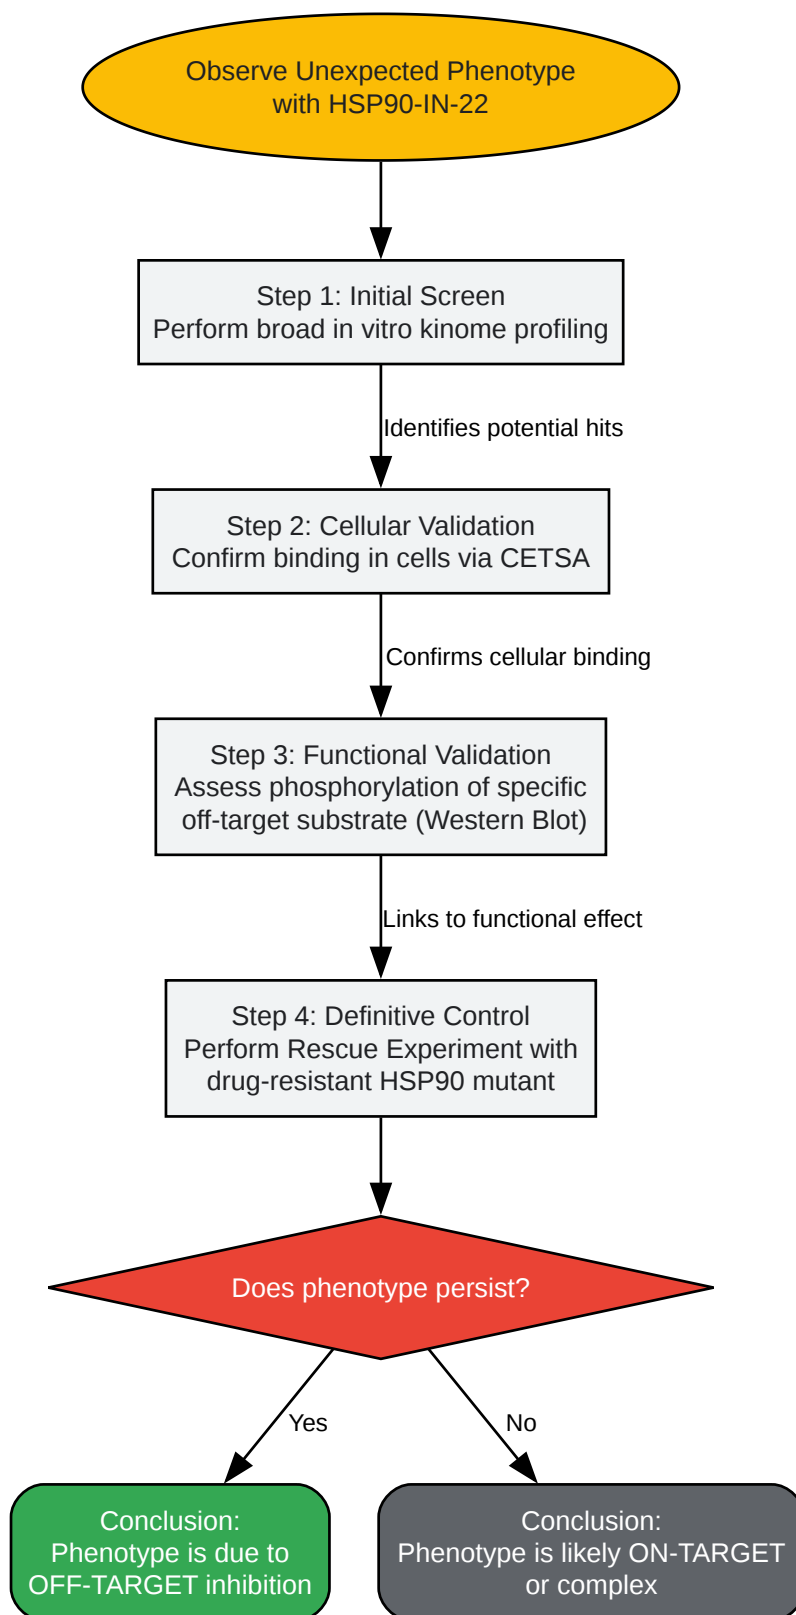 Observe Unexpected Phenotype
with HSP90-IN-22
Step 1: Initial Screen
Perform broad in vitro kinome profiling
Identifies potential hits
Step 2: Cellular Validation
Confirm binding in cells via CETSA
Confirms cellular binding
Step 3: Functional Validation
Assess phosphorylation of specific
off-target substrate (Western Blot)
Links to functional effect
Step 4: Definitive Control
Perform Rescue Experiment with
drug-resistant HSP90 mutant
Does phenotype persist?
Yes
No
Conclusion:
Phenotype is due to
OFF-TARGET inhibition
Conclusion:
Phenotype is likely ON-TARGET
or complex